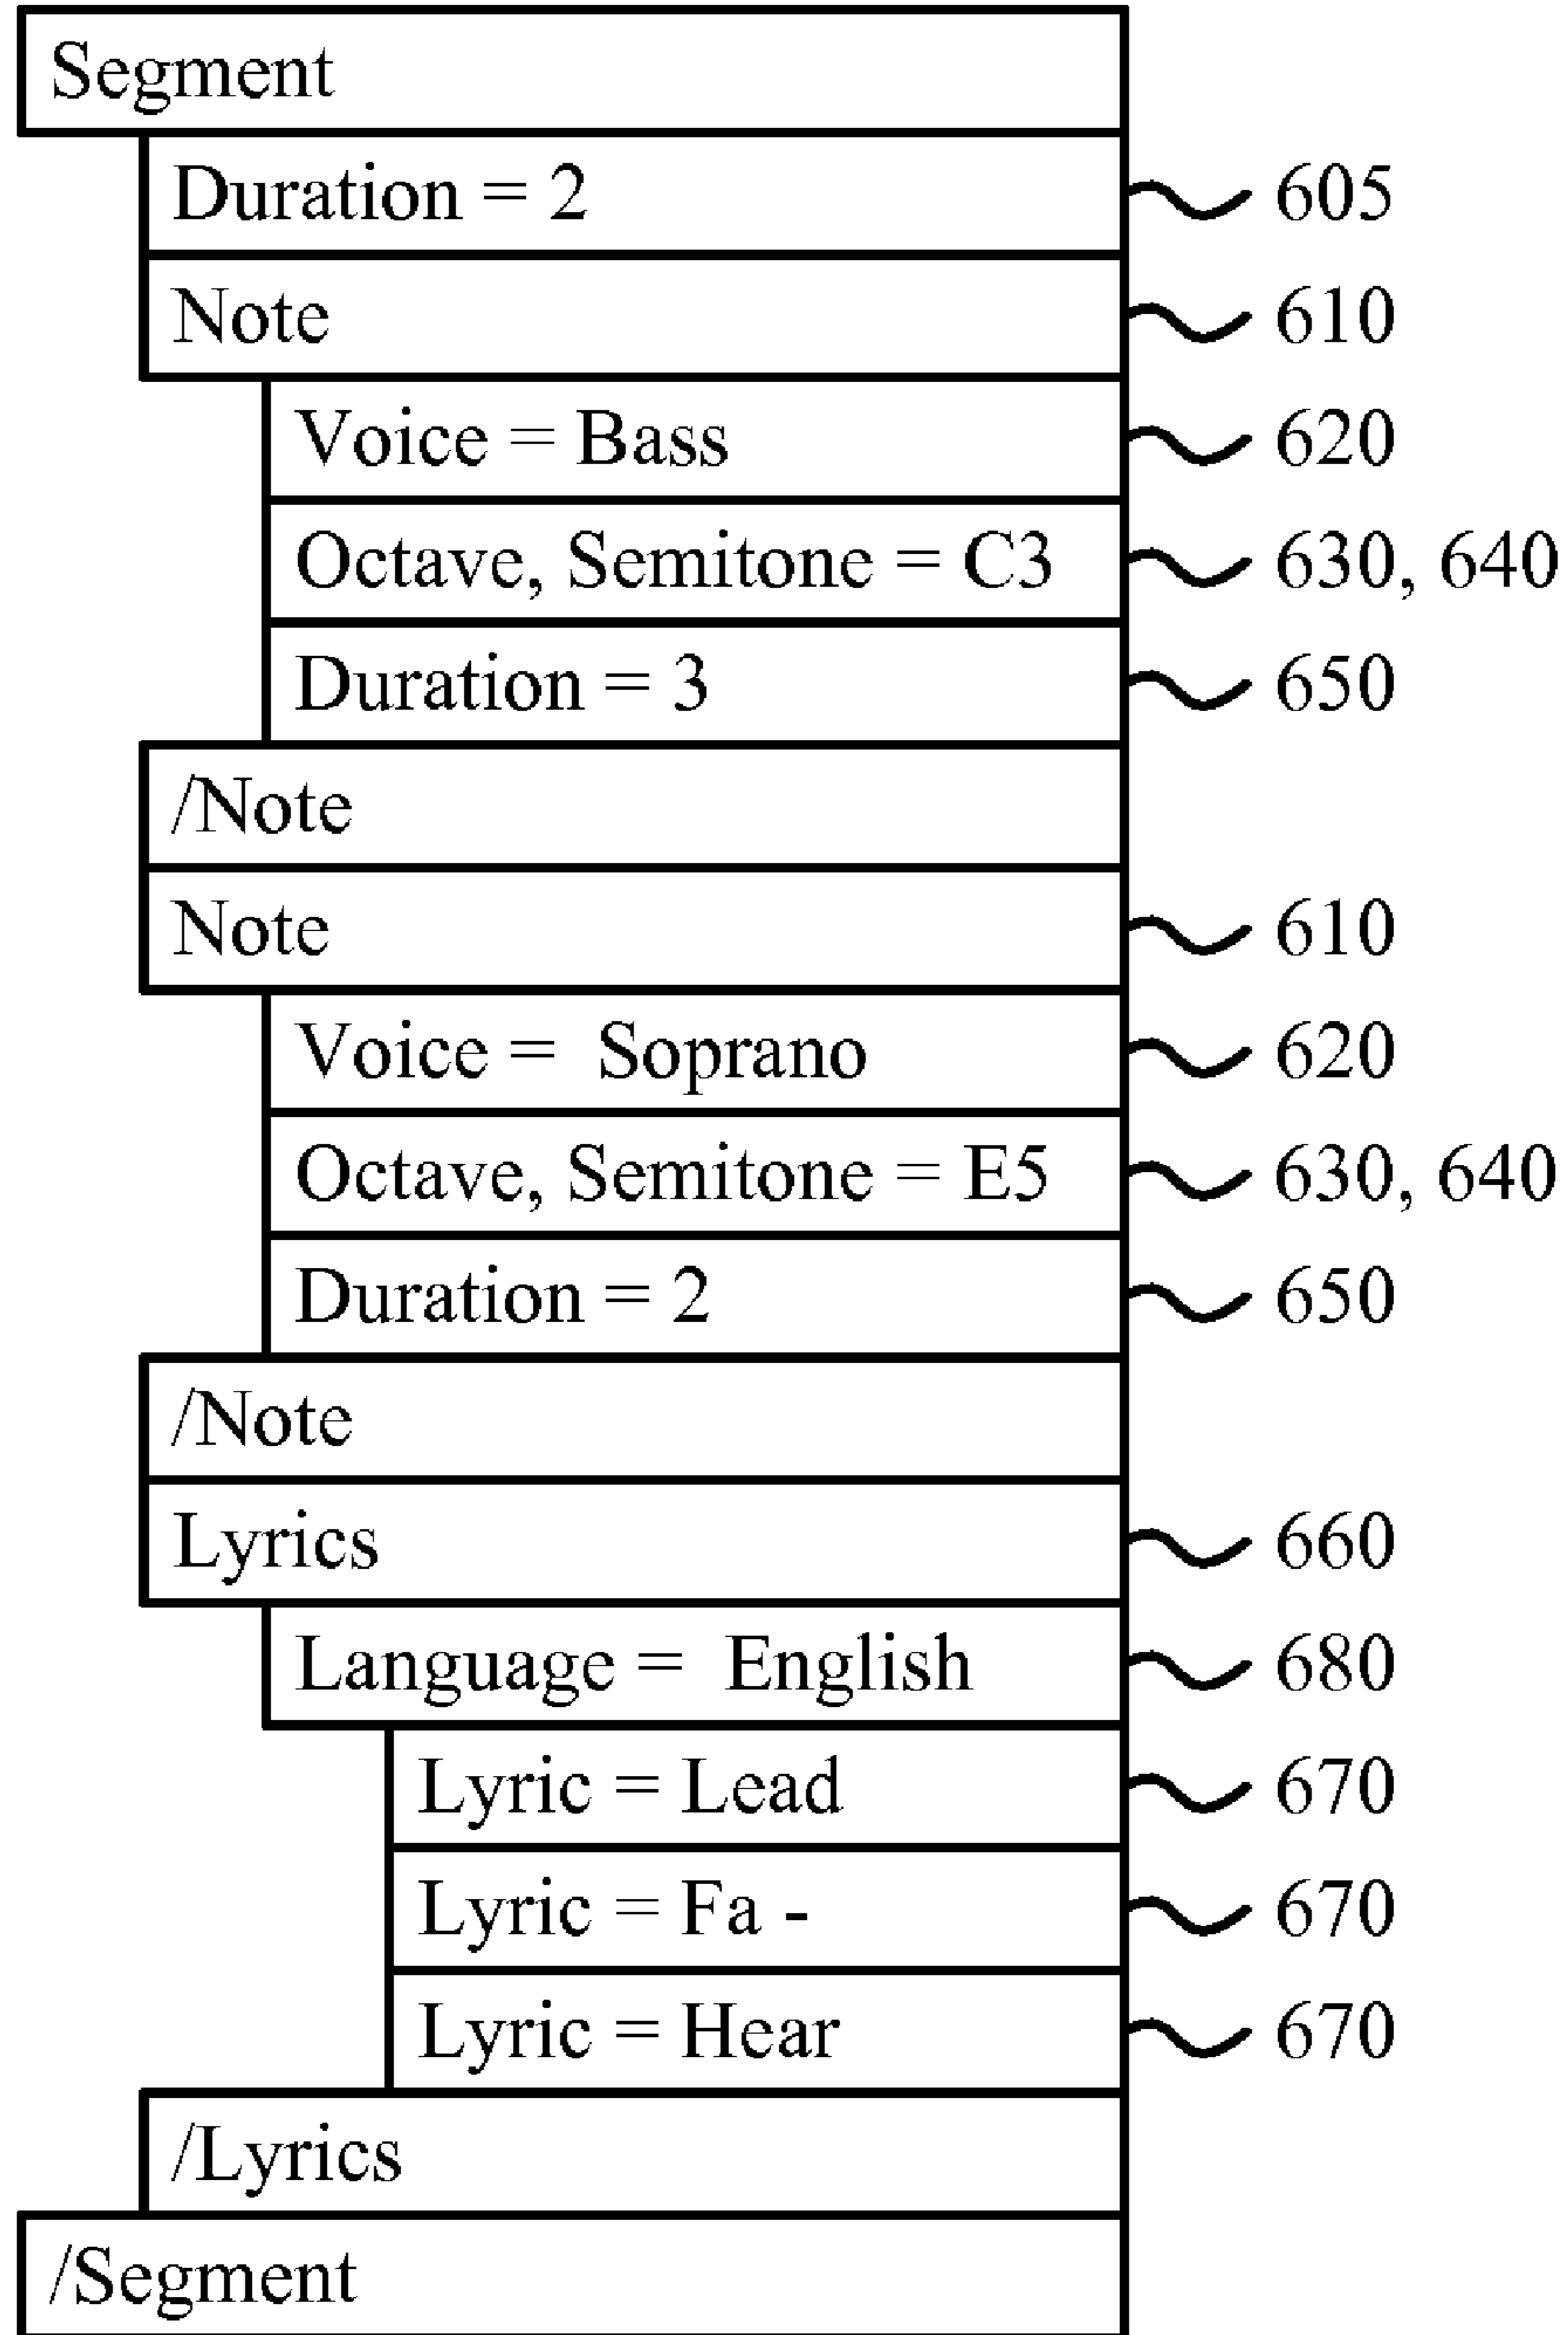 Segment
Duration = 2 605
Note 610
Voice = Bass 620
Octave, Semitone = C3 630, 640
Duration = 3 650
/Note
Note 610
Voice = Soprano 620
Octave, Semitone = E5 630, 640
Duration = 2 650
/Note
Lyrics 660
Language = English 680
Lyric = Lead 670
Lyric = Fa - 670
Lyric = Hear 670
/Lyrics
/Segment